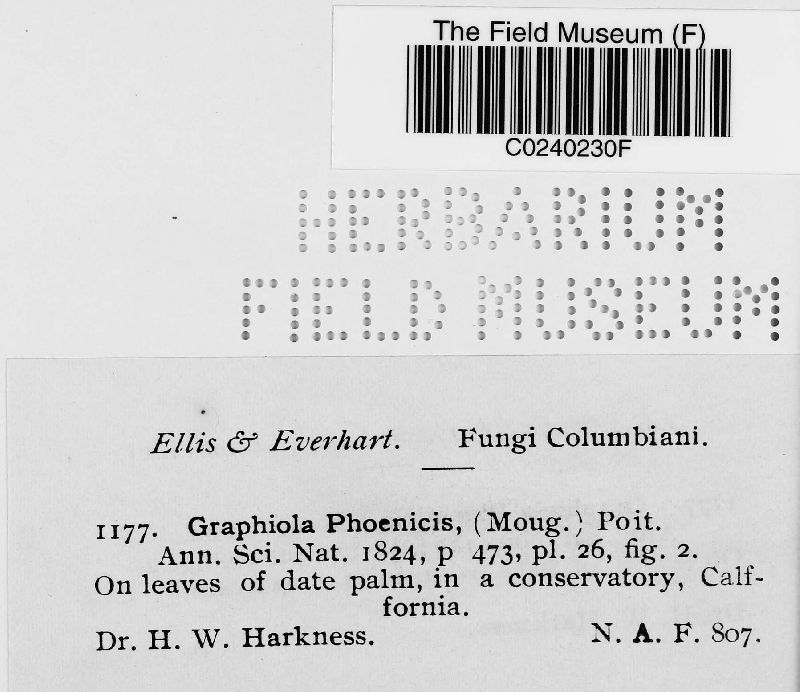 The Field Museum (F)
C0240230F
HERBARIUM
FIELD MUSEUM
Ellis & Everhart. Fungi Columbiani.
1177. Graphiola Phoenicis, (Moug.) Poit.
Ann. Sci. Nat. 1824, p 473, pl. 26, fig. 2.
On leaves of date palm, in a conservatory, Calf-
fornia.
Dr. H. W. Harkness. N. A. F. 807.